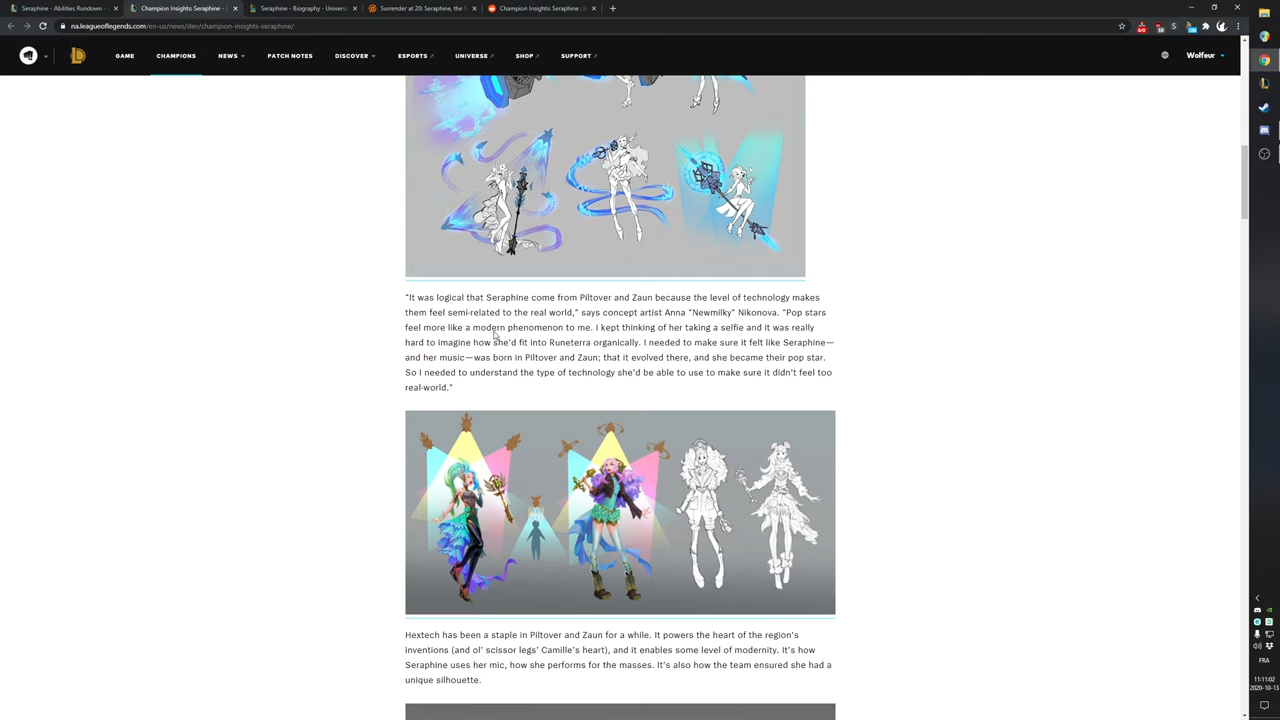 Seraphine - Abilities Rundown -
Champion Insights: Seraphine - L
Seraphine - Biography - Universe
Surrender at 20: Seraphine, the S
Champion Insights: Seraphine : l
na.leagueoflegends.com/en-us/news/dev/champion-insights-seraphine/
GAME CHAMPIONS NEWS PATCH NOTES DISCOVER ESPORTS UNIVERSE SHOP SUPPORT Wolfeur
“It was logical that Seraphine come from Piltover and Zaun because the level of technology makes
them feel semi-related to the real world,” says concept artist Anna “Newmilky” Nikonova. “Pop stars
feel more like a modern phenomenon to me. I kept thinking of her taking a selfie and it was really
hard to imagine how she’d fit into Runeterra organically. I needed to make sure it felt like Seraphine—
and her music—was born in Piltover and Zaun; that it evolved there, and she became their pop star.
So I needed to understand the type of technology she’d be able to use to make sure it didn’t feel too
real-world.”
Hextech has been a staple in Piltover and Zaun for a while. It powers the heart of the region’s
inventions (and ol’ scissor legs’ Camille’s heart), and it enables some level of modernity. It’s how
Seraphine uses her mic, how she performs for the masses. It’s also how the team ensured she had a
unique silhouette.
FRA
11:11:02
2020-10-13